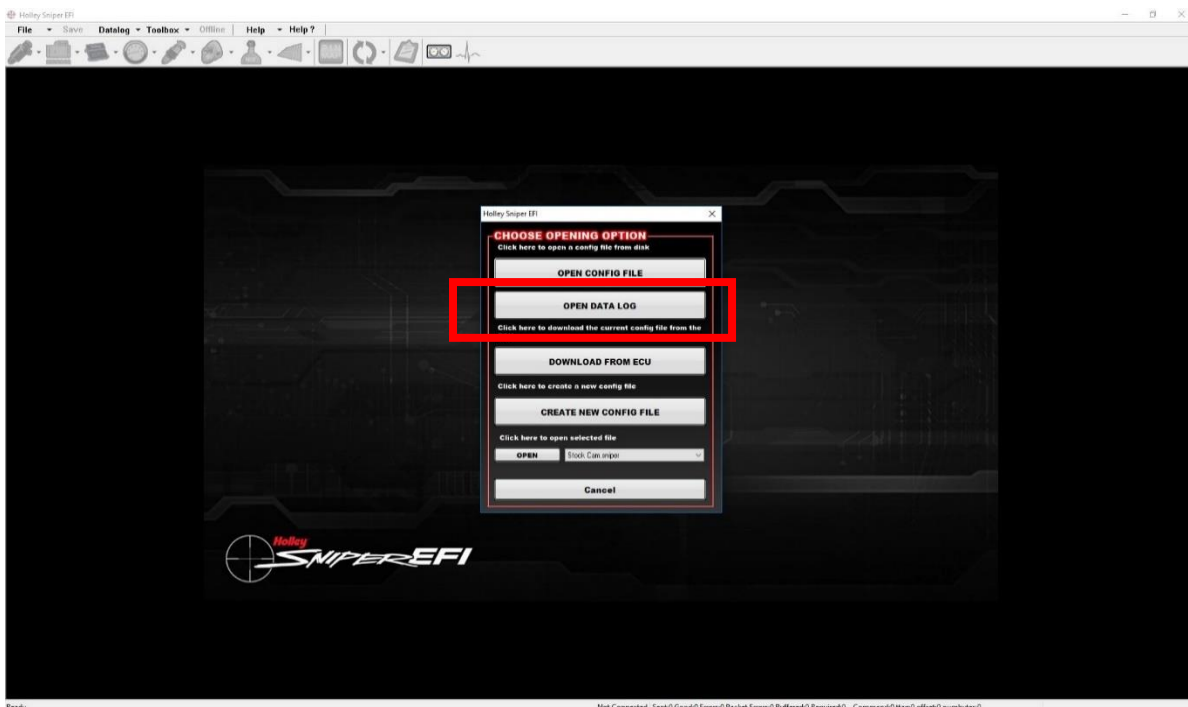 Holley Sniper EFI
File Save Datalog Toolbox Offline Help Help ?
Holley Sniper EFI
CHOOSE OPENING OPTION
Click here to open a config file from disk
OPEN CONFIG FILE
OPEN DATA LOG
Click here to download the current config file from the
DOWNLOAD FROM ECU
Click here to create a new config file
CREATE NEW CONFIG FILE
Click here to open selected file
OPEN Stock Cam.sniper
Cancel
Holley
SNIPER EFI
Ready